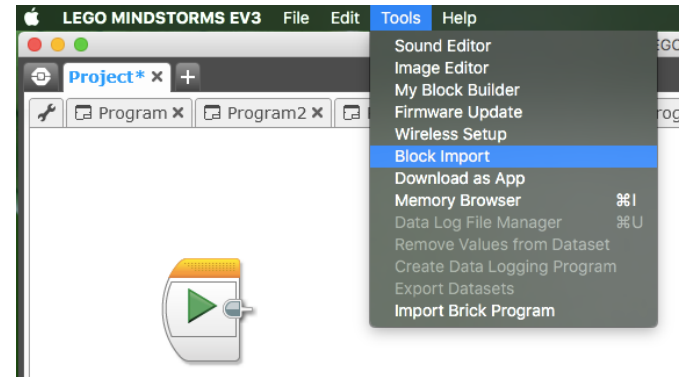 LEGO MINDSTORMS EV3 File Edit Tools Help
Project* × +
Program × Program2 ×
Sound Editor
Image Editor
My Block Builder
Firmware Update
Wireless Setup
Block Import
Download as App
Memory Browser ⌘I
Data Log File Manager ⌘U
Remove Values from Dataset
Create Data Logging Program
Export Datasets
Import Brick Program